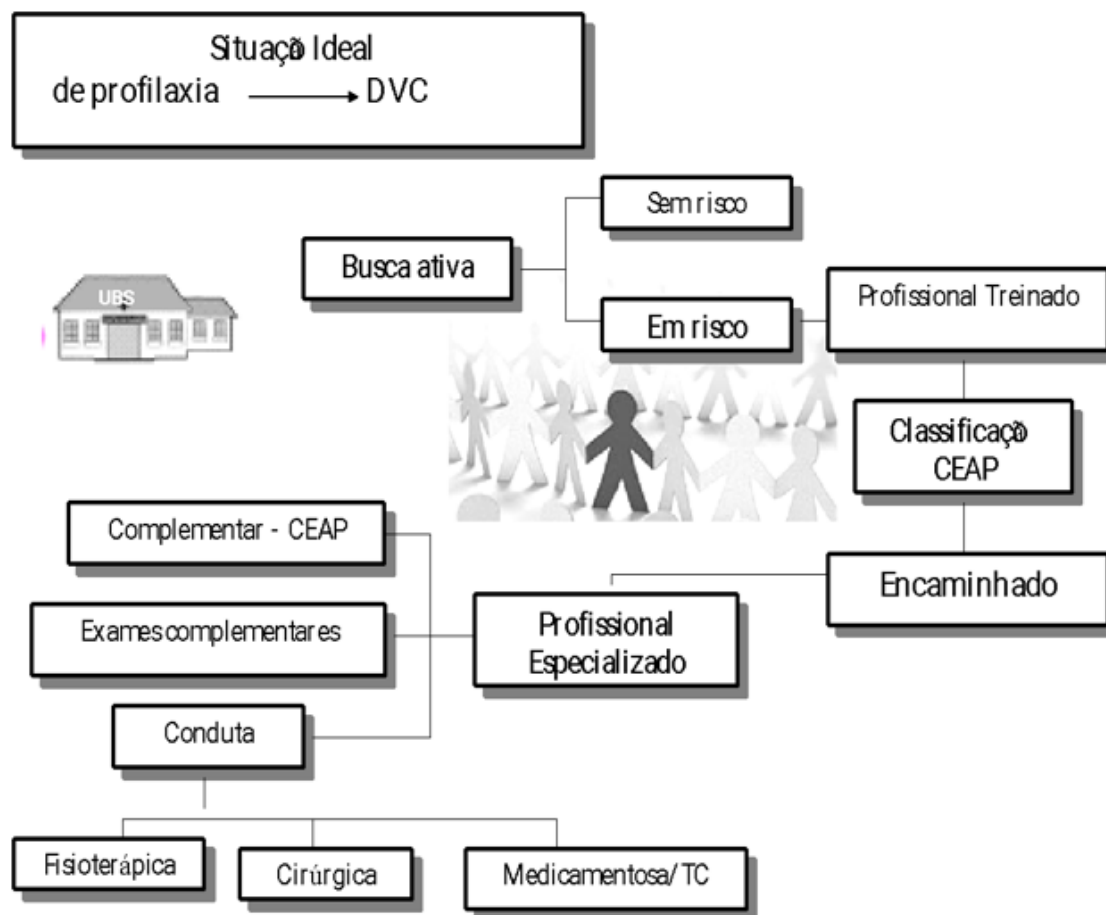 Situação Ideal
de profilaxia → DVC
Sem risco
Busca ativa
UBS
Em risco
Profissional Treinado
Classificação
CEAP
Complementar - CEAP
Encaminhado
Exames complementares
Profissional
Especializado
Conduta
Fisioterápica
Cirúrgica
Medicamentosa/ TC